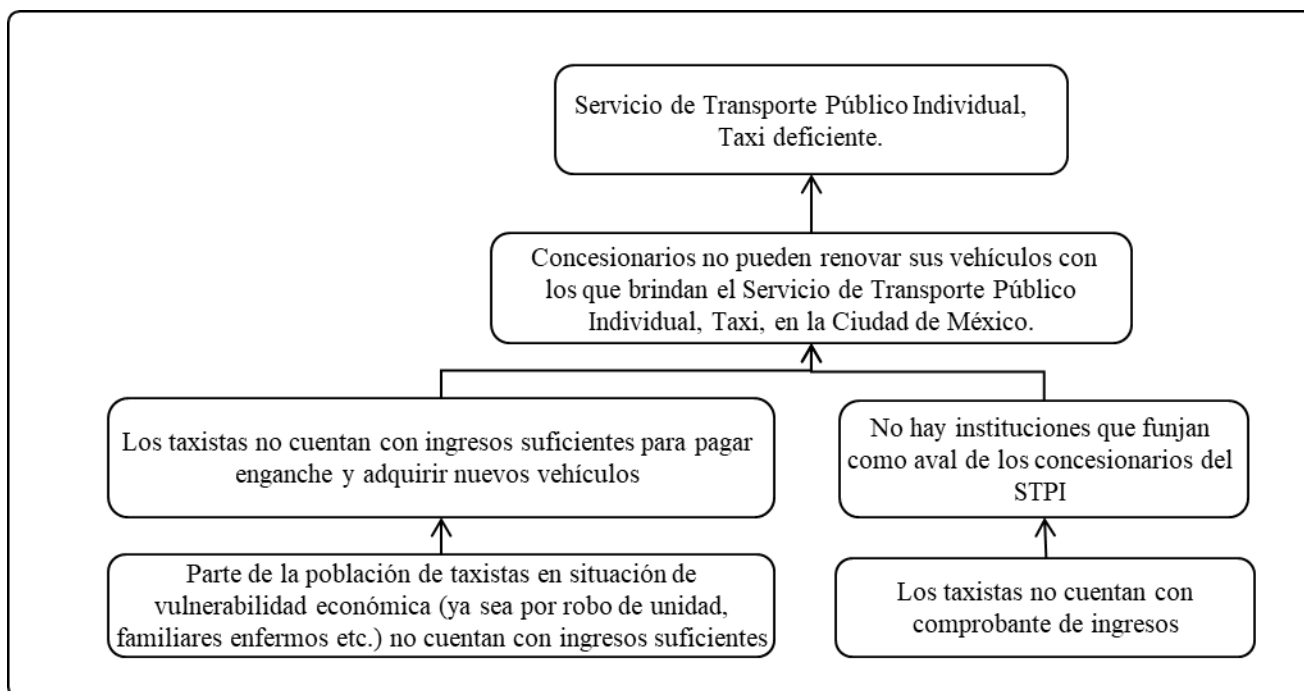 Servicio de Transporte Público Individual,
Taxi deficiente.
Concesionarios no pueden renovar sus vehículos con
los que brindan el Servicio de Transporte Público
Individual, Taxi, en la Ciudad de México.
Los taxistas no cuentan con ingresos suficientes para pagar
enganche y adquirir nuevos vehículos
No hay instituciones que funjan
como aval de los concesionarios del
STPI
Parte de la población de taxistas en situación de
vulnerabilidad económica (ya sea por robo de unidad,
familiares enfermos etc.) no cuentan con ingresos suficientes
Los taxistas no cuentan con
comprobante de ingresos